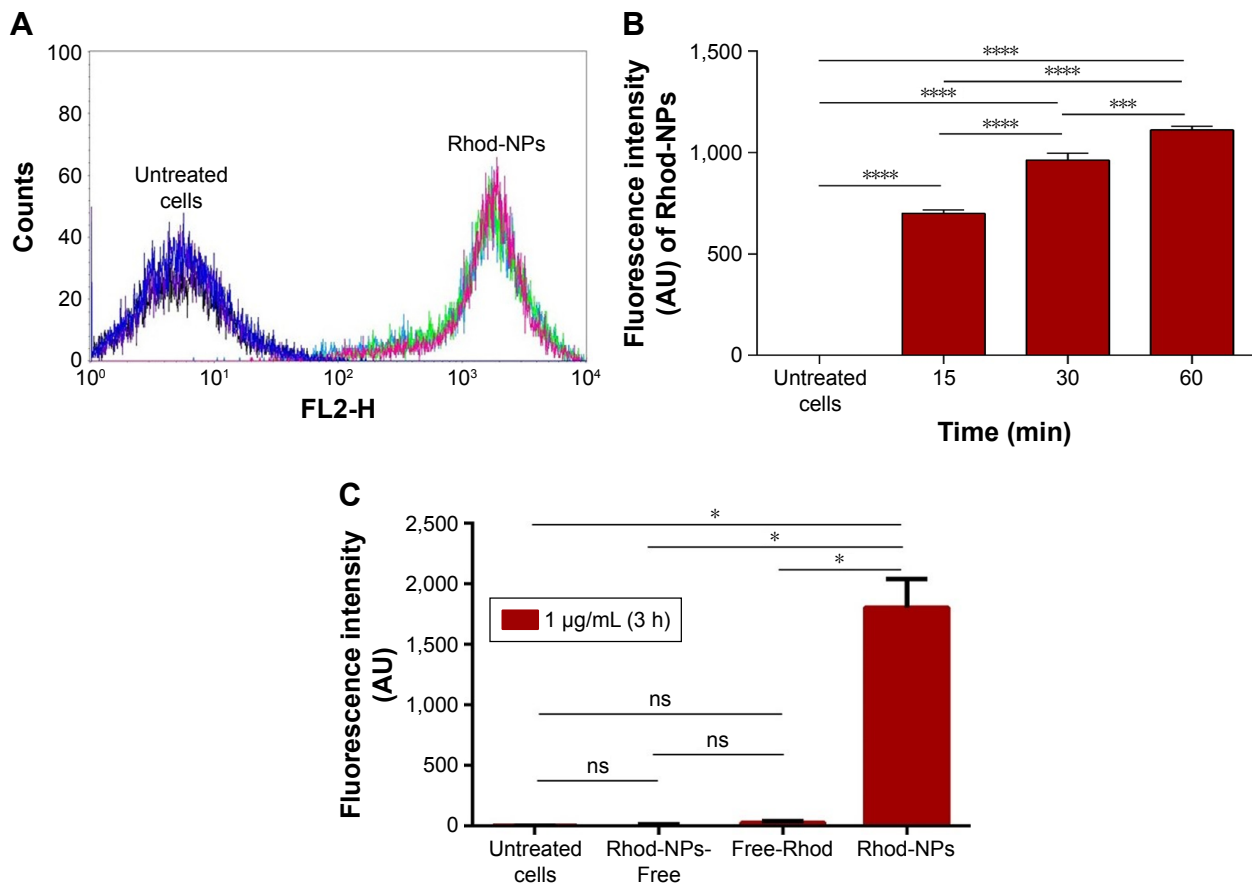 A
Counts
100
80
60
40
20
0
Untreated
cells
Rhod-NPs
10⁰
10¹
10²
10³
10⁴
FL2-H
B
Fluorescence intensity
(AU) of Rhod-NPs
1,500
1,000
500
0
****
****
****
****
***
****
Untreated
cells
15
30
60
Time (min)
C
Fluorescence intensity
(AU)
2,500
2,000
1,500
1,000
500
0
*
*
*
1 µg/mL (3 h)
ns
ns
ns
Untreated
cells
Rhod-NPs-
Free
Free-Rhod
Rhod-NPs